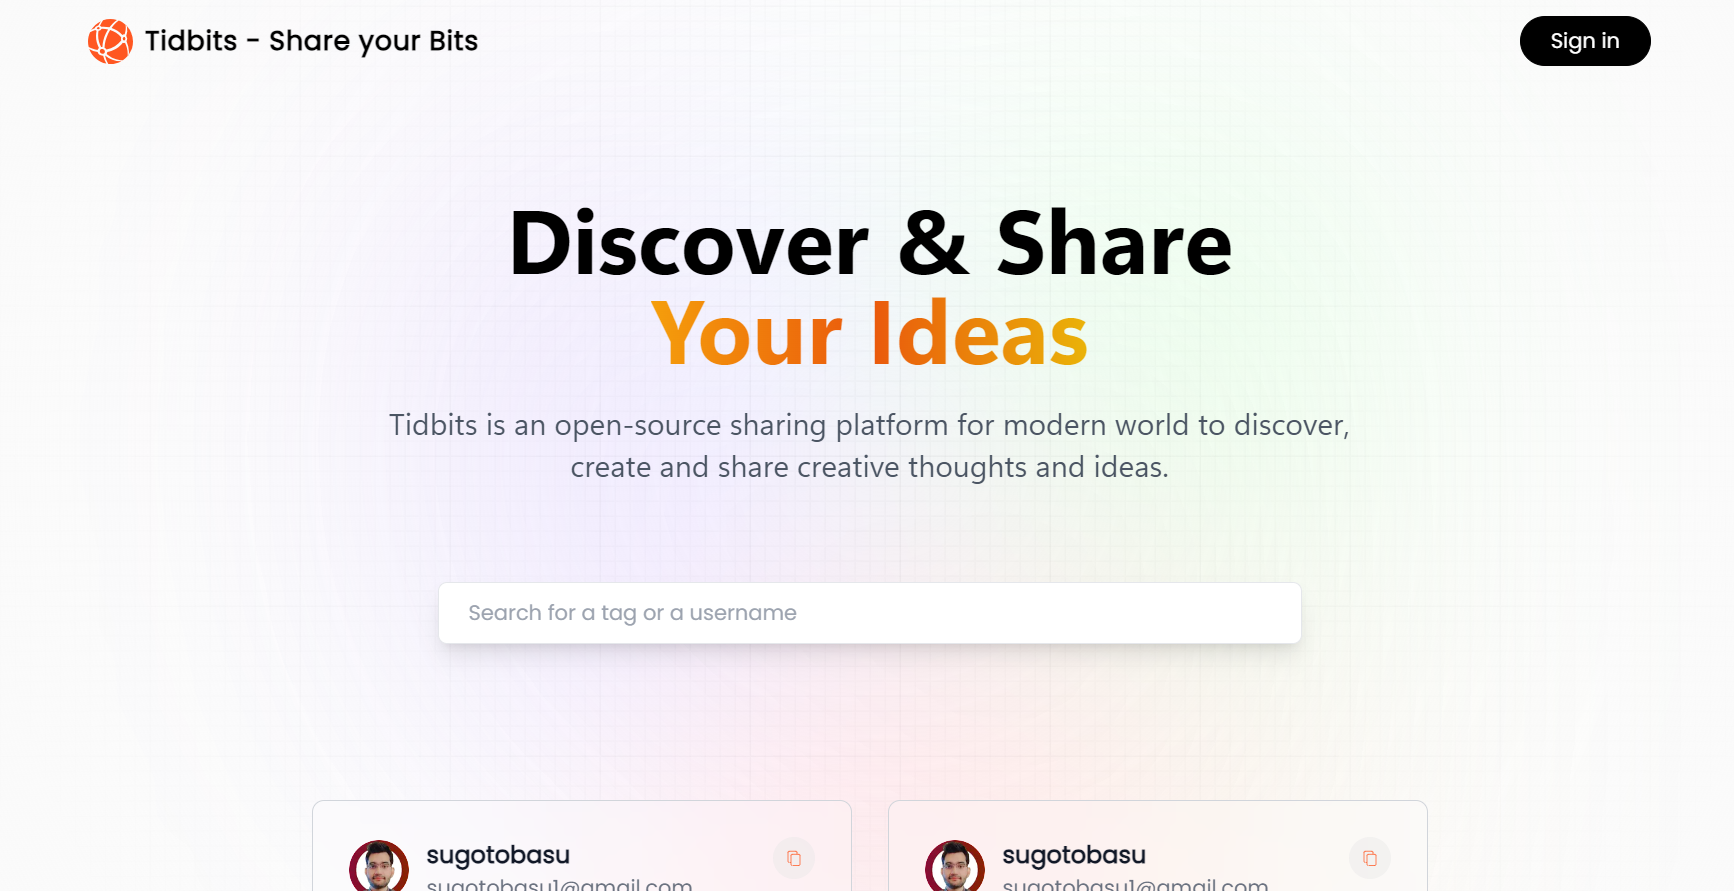 Tidbits - Share your Bits
Sign in
Discover & Share
Your Ideas
Tidbits is an open-source sharing platform for modern world to discover,
create and share creative thoughts and ideas.
Search for a tag or a username
sugotobasu
sugotobasu1@gmail.com
sugotobasu
sugotobasu1@gmail.com